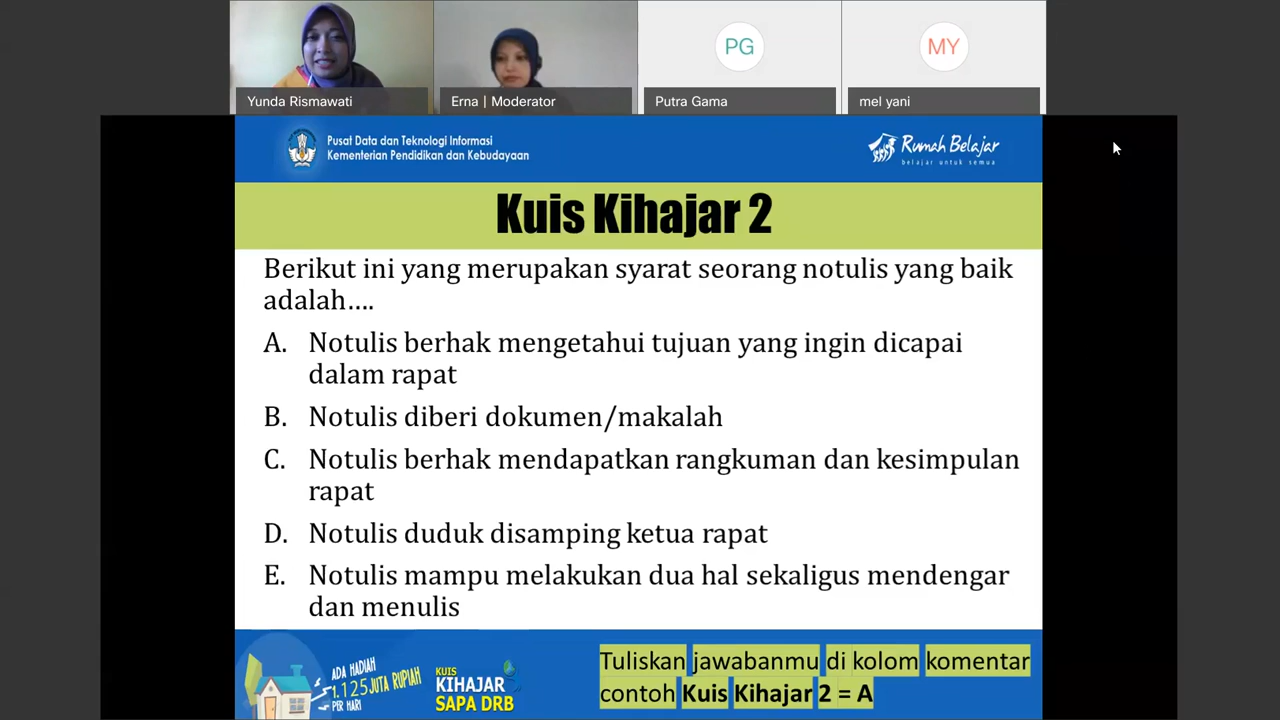 PG
MY
Yunda Rismawati
Erna | Moderator
Putra Gama
mel yani
Pusat Data dan Teknologi Informasi
Kementerian Pendidikan dan Kebudayaan
Rumah Belajar
belajar untuk semua
Kuis Kihajar 2
Berikut ini yang merupakan syarat seorang notulis yang baik
adalah....
A. Notulis berhak mengetahui tujuan yang ingin dicapai
dalam rapat
B. Notulis diberi dokumen/makalah
C. Notulis berhak mendapatkan rangkuman dan kesimpulan
rapat
D. Notulis duduk disamping ketua rapat
E. Notulis mampu melakukan dua hal sekaligus mendengar
dan menulis
ADA HADIAH
1.125 JUTA RUPIAH
PER HARI
KUIS
KIHAJAR
SAPA DRB
Tuliskan jawabanmu di kolom komentar
contoh Kuis Kihajar 2 = A